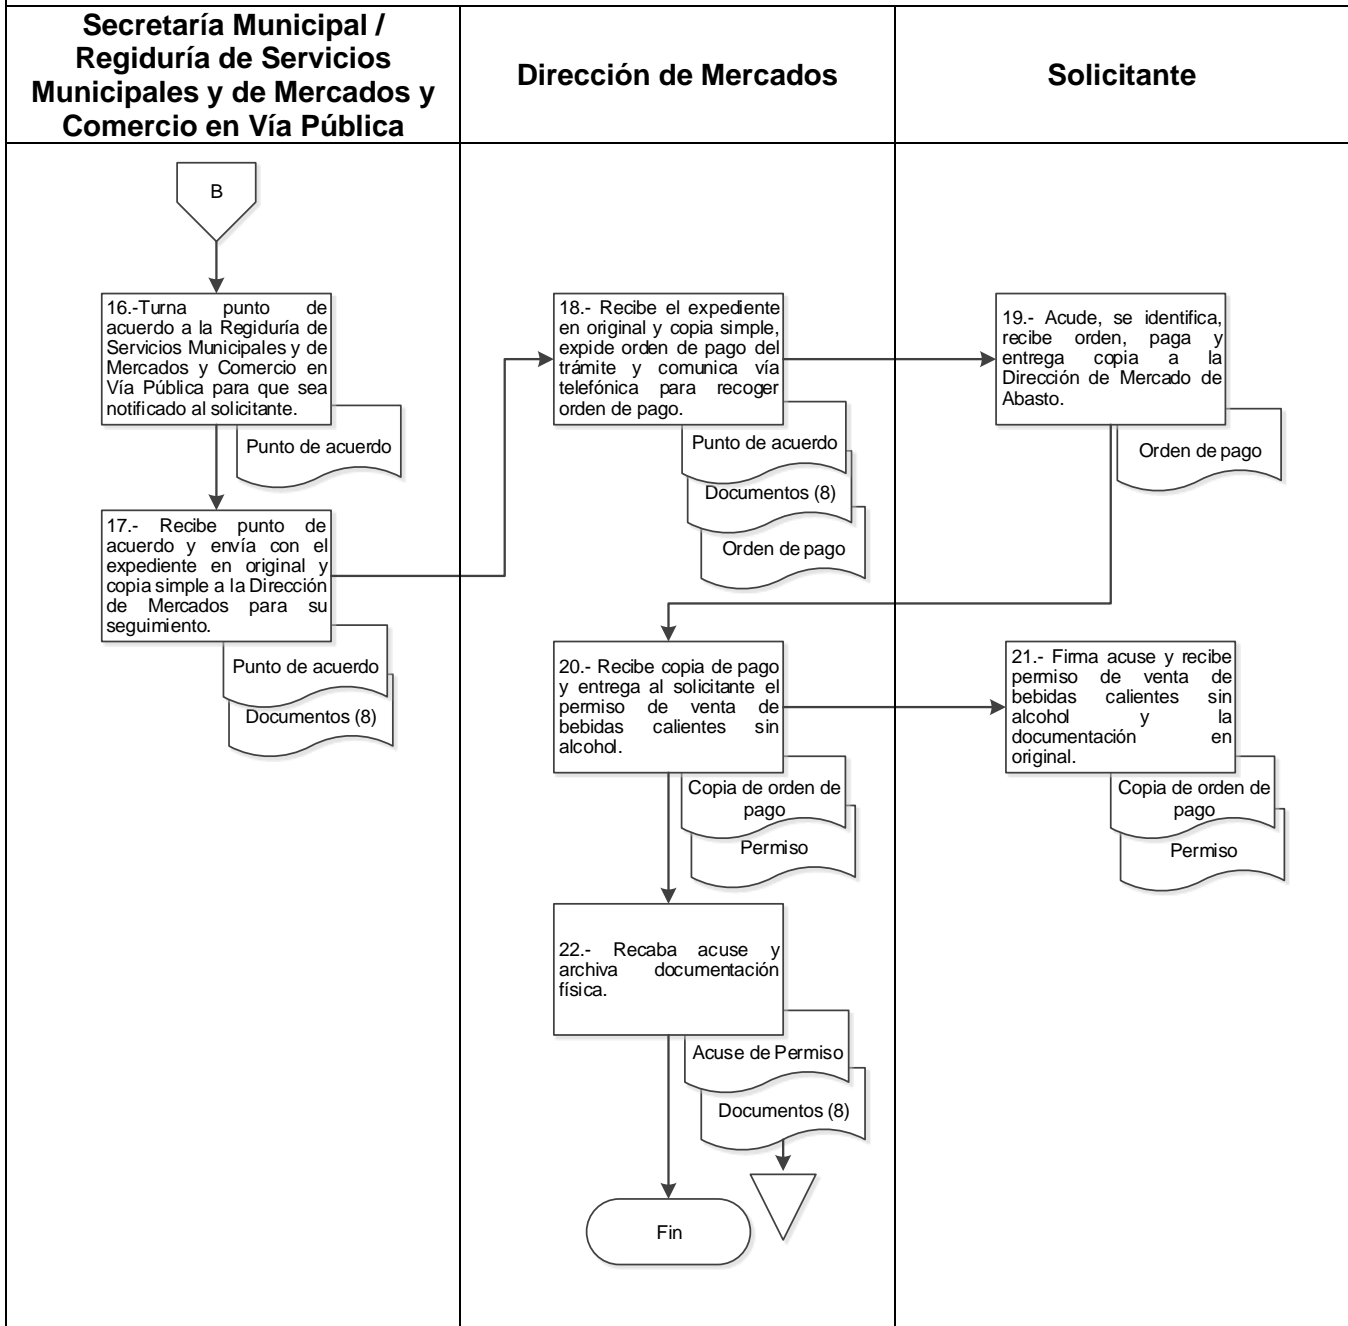 Secretaría Municipal /
Regiduría de Servicios
Municipales y de Mercados y
Comercio en Vía Pública
Dirección de Mercados
Solicitante
B
16.-Turna punto de
acuerdo a la Regiduría de
Servicios Municipales y de
Mercados y Comercio en
Vía Pública para que sea
notificado al solicitante.
Punto de acuerdo
17.- Recibe punto de
acuerdo y envía con el
expediente en original y
copia simple a la Dirección
de Mercados para su
seguimiento.
Punto de acuerdo
Documentos (8)
18.- Recibe el expediente
en original y copia simple,
expide orden de pago del
trámite y comunica vía
telefónica para recoger
orden de pago.
Punto de acuerdo
Documentos (8)
Orden de pago
19.- Acude, se identifica,
recibe orden, paga y
entrega copia a la
Dirección de Mercado de
Abasto.
Orden de pago
20.- Recibe copia de pago
y entrega al solicitante el
permiso de venta de
bebidas calientes sin
alcohol.
Copia de orden de
pago
Permiso
21.- Firma acuse y recibe
permiso de venta de
bebidas calientes sin
alcohol y la
documentación en
original.
Copia de orden de
pago
Permiso
22.- Recaba acuse y
archiva documentación
física.
Acuse de Permiso
Documentos (8)
Fin